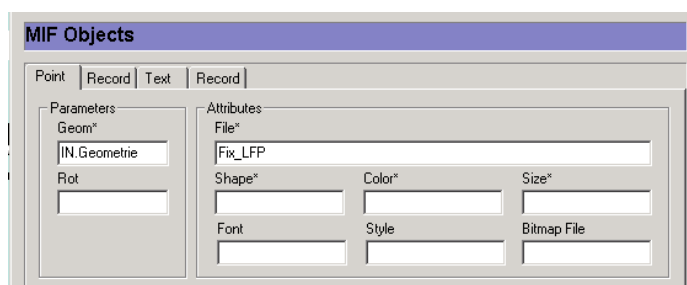 MIF Objects
Point Record Text Record
Parameters Attributes
Geom* File*
IN.Geometrie Fix_LFP
Rot Shape* Color* Size*
Font Style Bitmap File